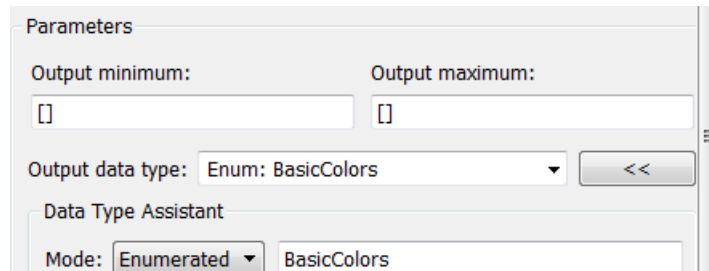 Parameters
Output minimum: Output maximum:
[] []
Output data type: Enum: BasicColors <<
Data Type Assistant
Mode: Enumerated BasicColors